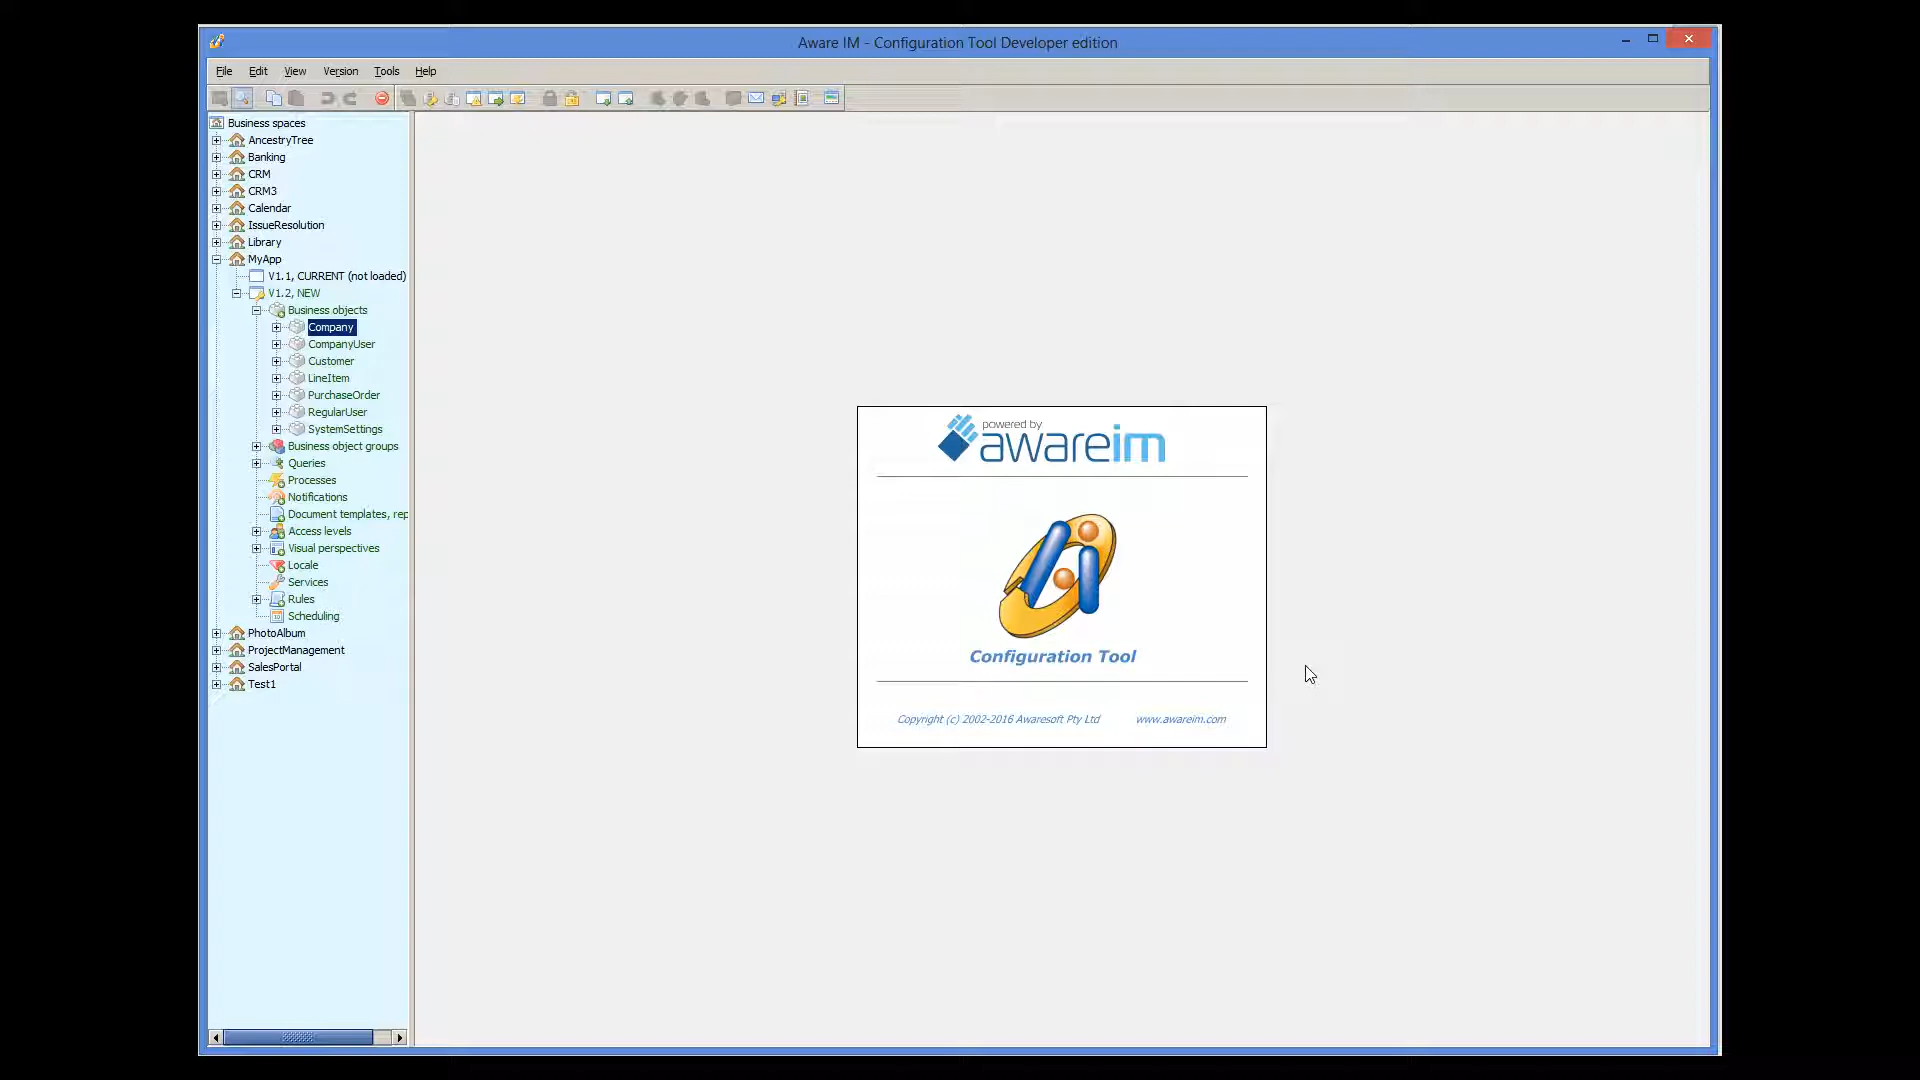 Aware IM - Configuration Tool Developer edition
File Edit View Version Tools Help
Business spaces
AncestryTree
Banking
CRM
CRM3
Calendar
IssueResolution
Library
MyApp
V1.1, CURRENT (not loaded)
V1.2, NEW
Business objects
Company
CompanyUser
Customer
LineItem
PurchaseOrder
RegularUser
SystemSettings
Business object groups
Queries
Processes
Notifications
Document templates, rep
Access levels
Visual perspectives
Locale
Services
Rules
Scheduling
PhotoAlbum
ProjectManagement
SalesPortal
Test1
powered by
awareim
Configuration Tool
Copyright (c) 2002-2016 Awaresoft Pty Ltd www.awareim.com